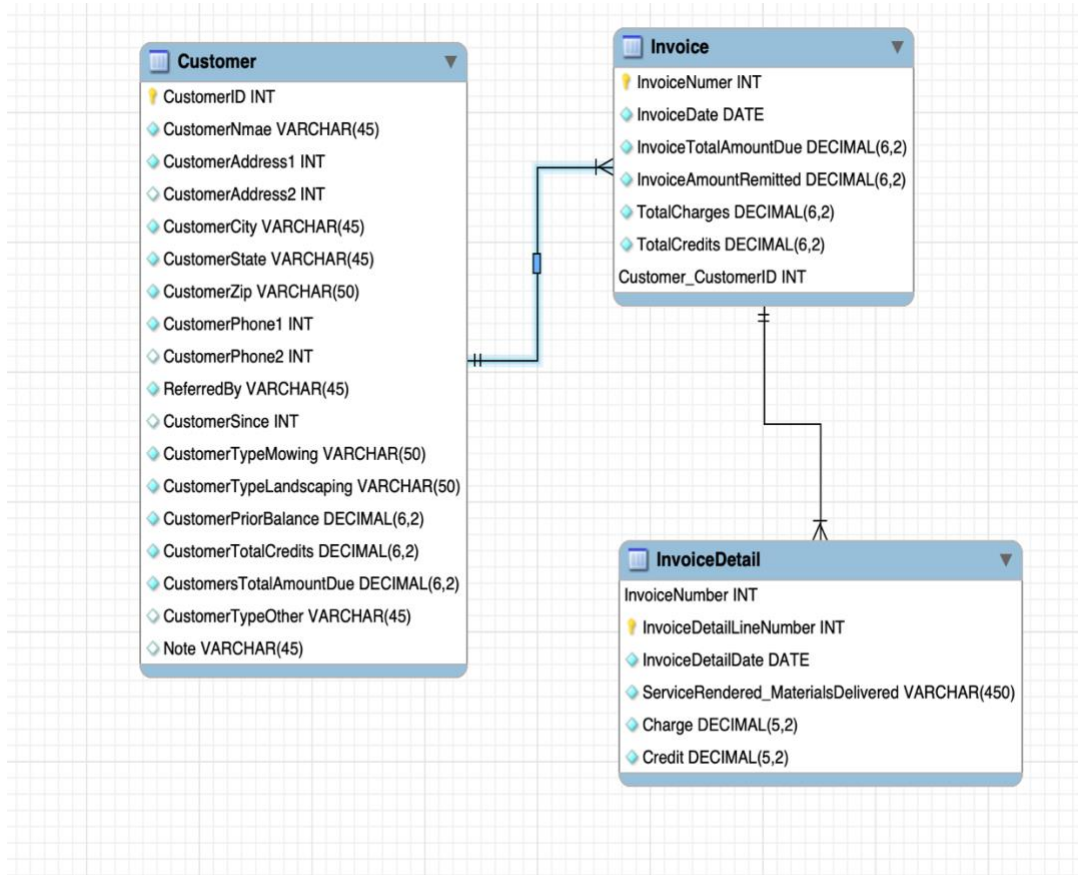 Customer
CustomerID INT
CustomerNmae VARCHAR(45)
CustomerAddress1 INT
CustomerAddress2 INT
CustomerCity VARCHAR(45)
CustomerState VARCHAR(45)
CustomerZip VARCHAR(50)
CustomerPhone1 INT
CustomerPhone2 INT
ReferredBy VARCHAR(45)
CustomerSince INT
CustomerTypeMowing VARCHAR(50)
CustomerTypeLandscaping VARCHAR(50)
CustomerPriorBalance DECIMAL(6,2)
CustomerTotalCredits DECIMAL(6,2)
CustomersTotalAmountDue DECIMAL(6,2)
CustomerTypeOther VARCHAR(45)
Note VARCHAR(45)
Invoice
InvoiceNumer INT
InvoiceDate DATE
InvoiceTotalAmountDue DECIMAL(6,2)
InvoiceAmountRemitted DECIMAL(6,2)
TotalCharges DECIMAL(6,2)
TotalCredits DECIMAL(6,2)
Customer_CustomerID INT
InvoiceDetail
InvoiceNumber INT
InvoiceDetailLineNumber INT
InvoiceDetailDate DATE
ServiceRendered_MaterialsDelivered VARCHAR(450)
Charge DECIMAL(5,2)
Credit DECIMAL(5,2)